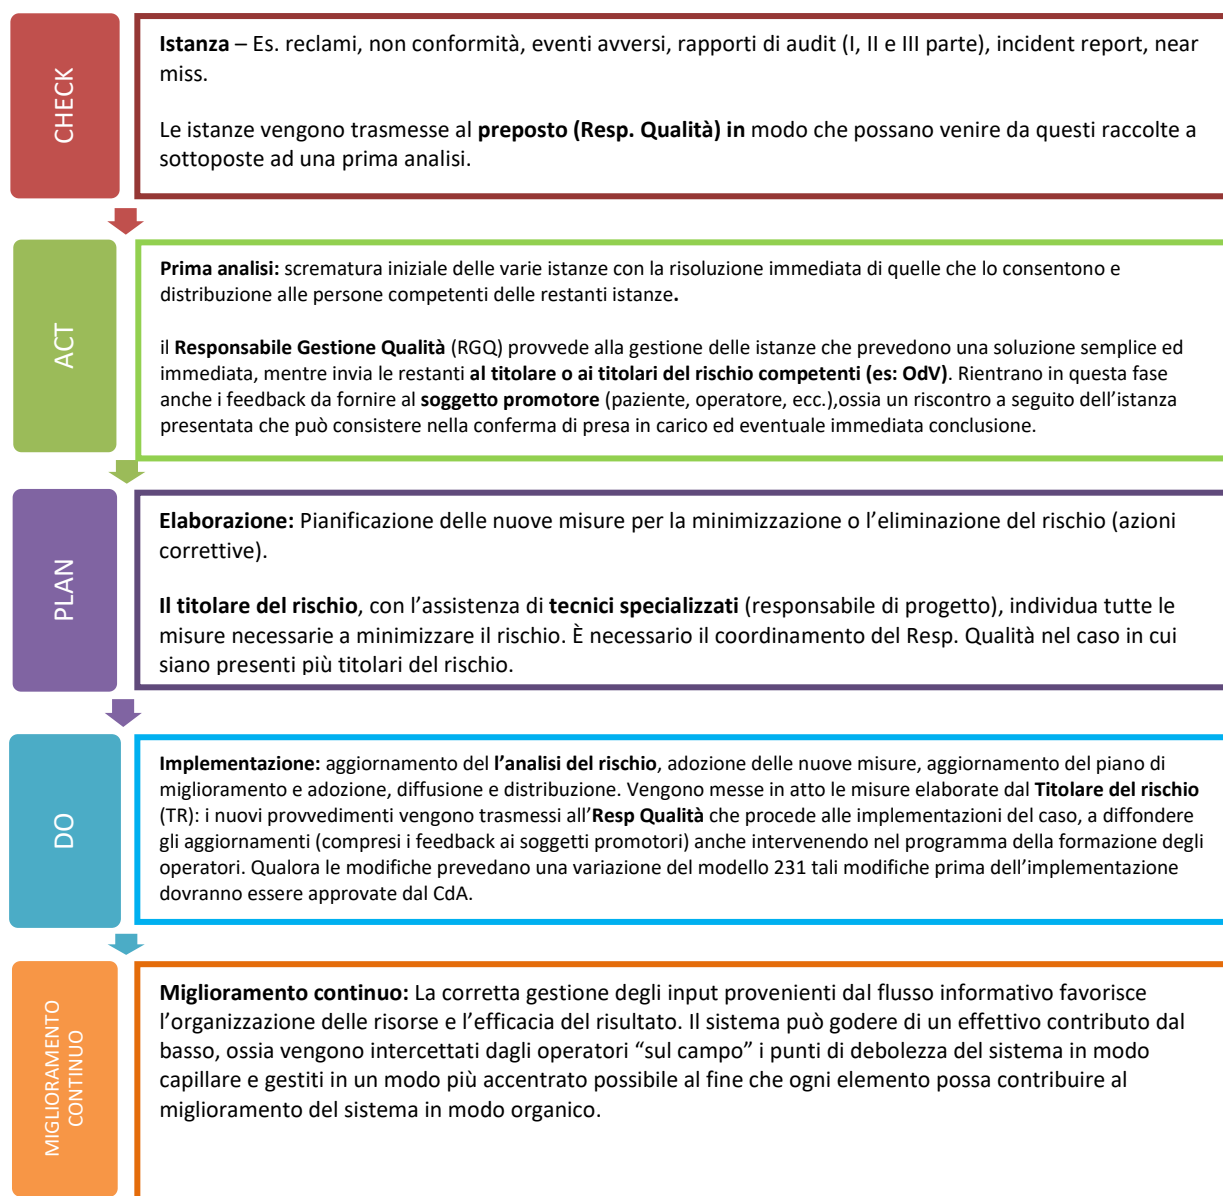 CHECK
Istanza – Es. reclami, non conformità, eventi avversi, rapporti di audit (I, II e III parte), incident report, near
miss.
Le istanze vengono trasmesse al preposto (Resp. Qualità) in modo che possano venire da questi raccolte a
sottoposte ad una prima analisi.
ACT
Prima analisi: scrematura iniziale delle varie istanze con la risoluzione immediata di quelle che lo consentono e
distribuzione alle persone competenti delle restanti istanze.
il Responsabile Gestione Qualità (RGQ) provvede alla gestione delle istanze che prevedono una soluzione semplice ed
immediata, mentre invia le restanti al titolare o ai titolari del rischio competenti (es: OdV). Rientrano in questa fase
anche i feedback da fornire al soggetto promotore (paziente, operatore, ecc.),ossia un riscontro a seguito dell’istanza
presentata che può consistere nella conferma di presa in carico ed eventuale immediata conclusione.
PLAN
Elaborazione: Pianificazione delle nuove misure per la minimizzazione o l’eliminazione del rischio (azioni
correttive).
Il titolare del rischio, con l’assistenza di tecnici specializzati (responsabile di progetto), individua tutte le
misure necessarie a minimizzare il rischio. È necessario il coordinamento del Resp. Qualità nel caso in cui
siano presenti più titolari del rischio.
DO
Implementazione: aggiornamento del l’analisi del rischio, adozione delle nuove misure, aggiornamento del piano di
miglioramento e adozione, diffusione e distribuzione. Vengono messe in atto le misure elaborate dal Titolare del rischio
(TR): i nuovi provvedimenti vengono trasmessi all’Resp Qualità che procede alle implementazioni del caso, a diffondere
gli aggiornamenti (compresi i feedback ai soggetti promotori) anche intervenendo nel programma della formazione degli
operatori. Qualora le modifiche prevedano una variazione del modello 231 tali modifiche prima dell’implementazione
dovranno essere approvate dal CdA.
MIGLIORAMENTO
CONTINUO
Miglioramento continuo: La corretta gestione degli input provenienti dal flusso informativo favorisce
l’organizzazione delle risorse e l’efficacia del risultato. Il sistema può godere di un effettivo contributo dal
basso, ossia vengono intercettati dagli operatori “sul campo” i punti di debolezza del sistema in modo
capillare e gestiti in un modo più accentrato possibile al fine che ogni elemento possa contribuire al
miglioramento del sistema in modo organico.